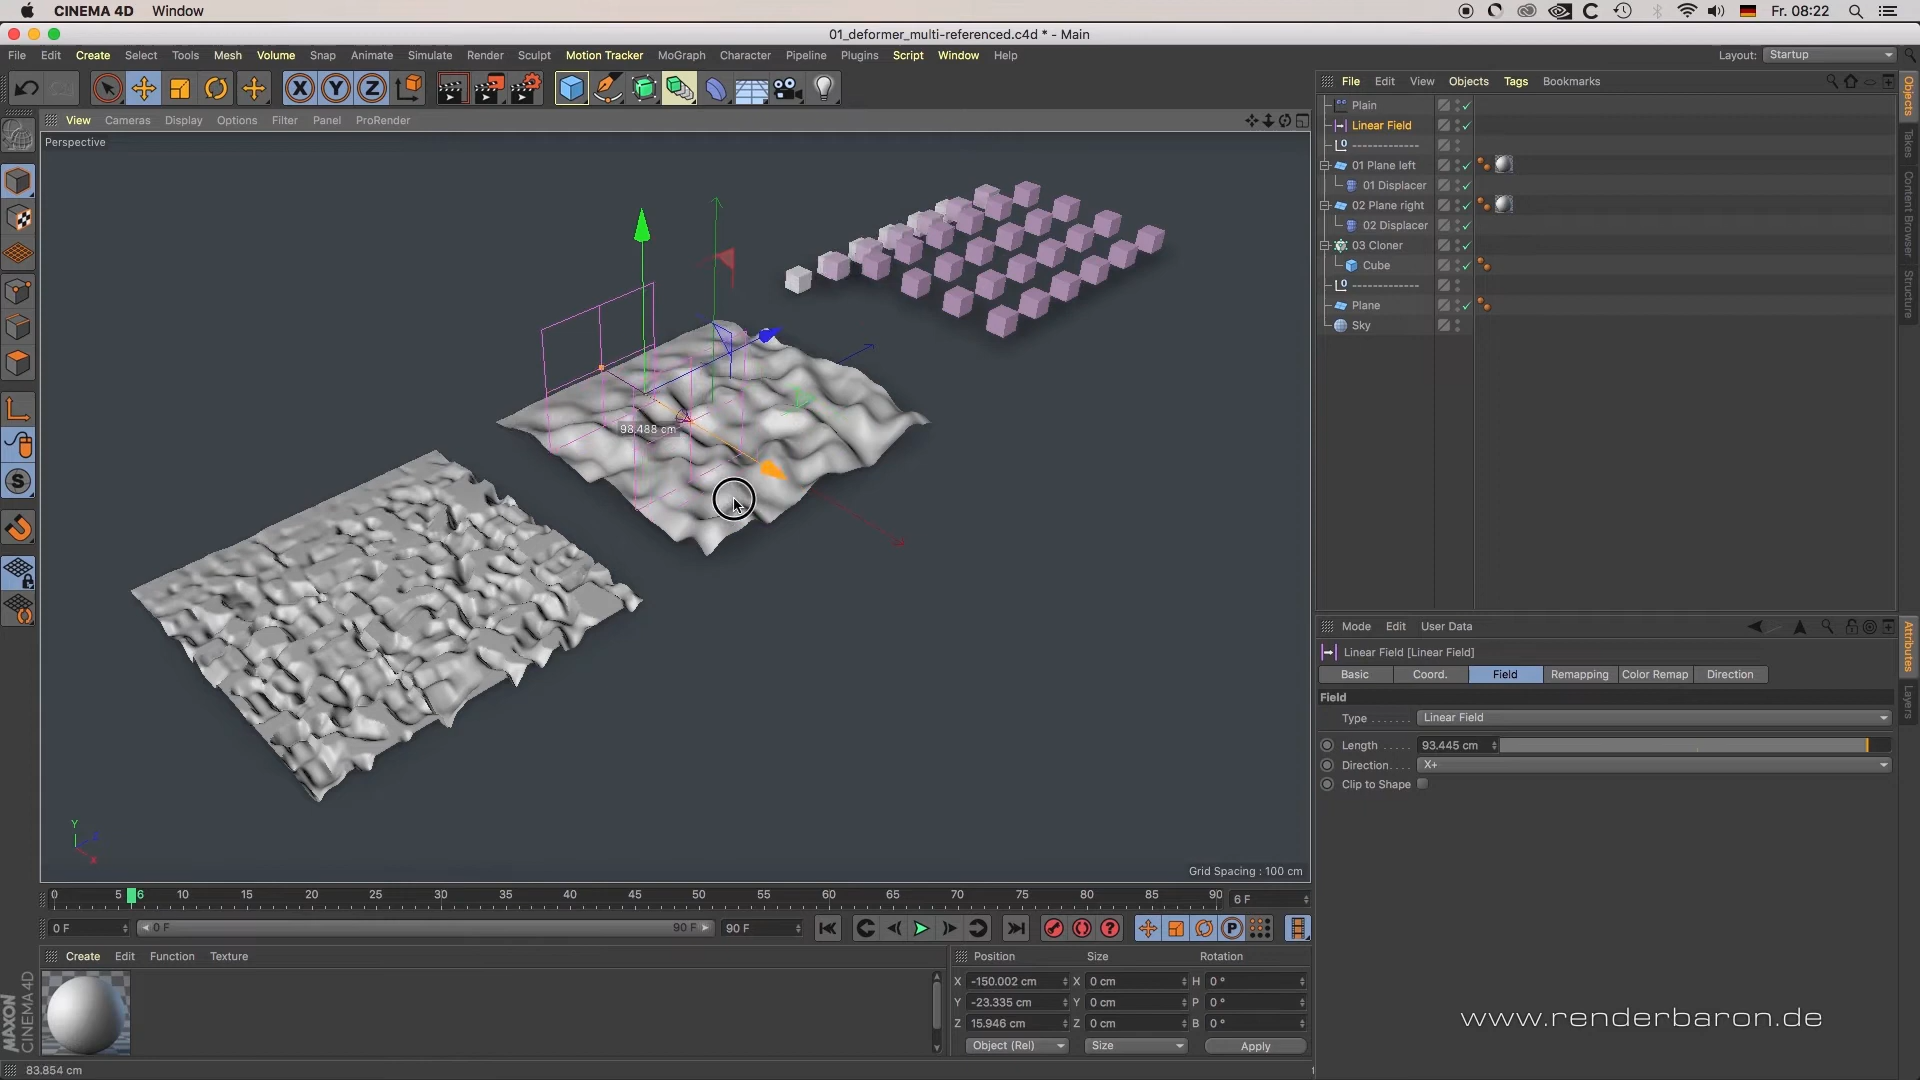 CINEMA 4D Window
Fr. 08:22
01_deformer_multi-referenced.c4d * - Main
File Edit Create Select Tools Mesh Volume Snap Animate Simulate Render Sculpt Motion Tracker MoGraph Character Pipeline Plugins Script Window Help
Layout: Startup
View Cameras Display Options Filter Panel ProRender
Perspective
98.488 cm
Grid Spacing : 100 cm
File Edit View Objects Tags Bookmarks
Plain
Linear Field
-------------
01 Plane left
01 Displacer
02 Plane right
02 Displacer
03 Cloner
Cube
-------------
Plane
Sky
Objects
Takes
Content Browser
Structure
Mode Edit User Data
Linear Field [Linear Field]
Basic Coord. Field Remapping Color Remap Direction
Field
Type ....... Linear Field
Length ..... 93.445 cm
Direction.... X+
Clip to Shape
Attributes
Layers
0 5 6 10 15 20 25 30 35 40 45 50 55 60 65 70 75 80 85 90
6 F
0 F 0 F 90 F 90 F
Create Edit Function Texture
Position Size Rotation
X -150.002 cm X 0 cm H 0 °
Y -23.335 cm Y 0 cm P 0 °
Z 15.946 cm Z 0 cm B 0 °
Object (Rel) Size Apply
MAXON
CINEMA 4D
83.854 cm
www.renderbaron.de
Y